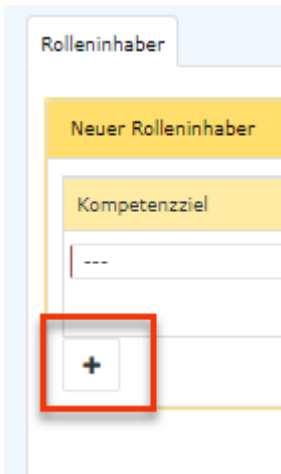 Rolleninhaber
Neuer Rolleninhaber
Kompetenzziel
---
+